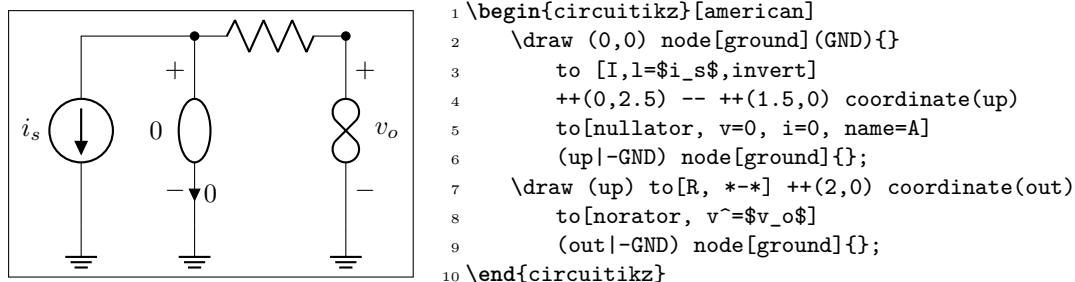 + +
i_s 0 v_o
− 0 −
1 \begin{circuitikz}[american]
2     \draw (0,0) node[ground](GND){}
3         to [I,l=$i_s$,invert]
4         ++(0,2.5) -- ++(1.5,0) coordinate(up)
5         to[nullator, v=0, i=0, name=A]
6         (up|-GND) node[ground]{};
7     \draw (up) to[R, *-*] ++(2,0) coordinate(out)
8         to[norator, v^=$v_o$]
9         (out|-GND) node[ground]{};
10 \end{circuitikz}